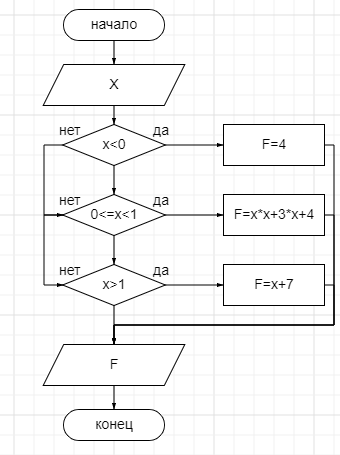 начало
X
нет
да
x<0
F=4
нет
да
0<=x<1
F=x*x+3*x+4
нет
да
x>1
F=x+7
F
конец